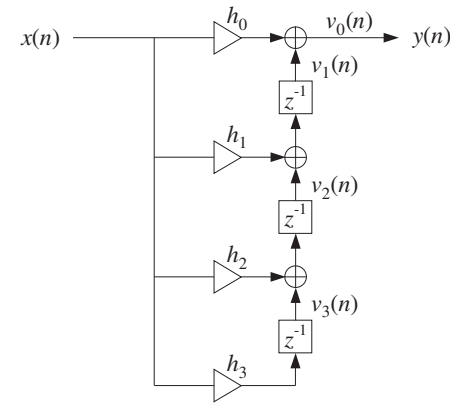 h₀
x(n) v₀(n) y(n)
v₁(n)
z⁻¹
h₁
v₂(n)
z⁻¹
h₂
v₃(n)
z⁻¹
h₃